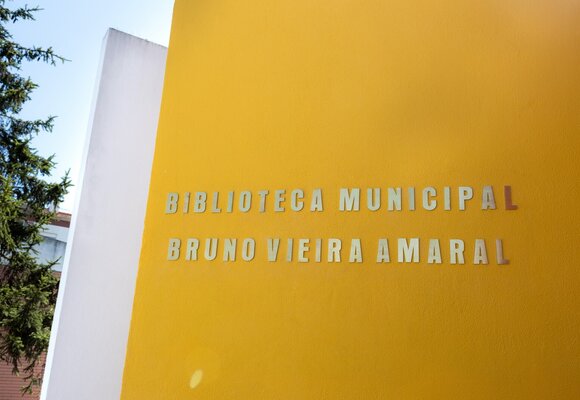 BIBLIOTECA MUNICIPAL
BRUNO VIEIRA AMARAL